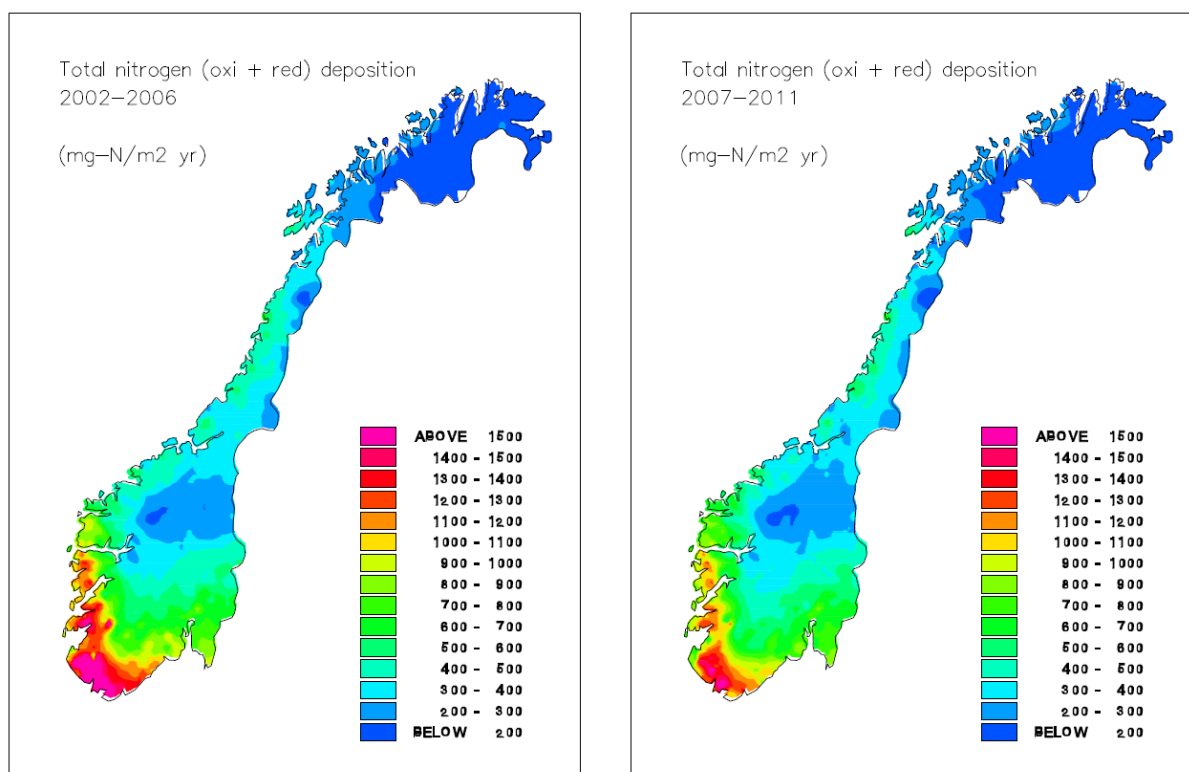 Total nitrogen (oxi + red) deposition
2002-2006
(mg-N/m2 yr)
ABOVE 1500
1400 - 1500
1300 - 1400
1200 - 1300
1100 - 1200
1000 - 1100
900 - 1000
800 - 900
700 - 800
600 - 700
500 - 600
400 - 500
300 - 400
200 - 300
BELOW 200
Total nitrogen (oxi + red) deposition
2007-2011
(mg-N/m2 yr)
ABOVE 1500
1400 - 1500
1300 - 1400
1200 - 1300
1100 - 1200
1000 - 1100
900 - 1000
800 - 900
700 - 800
600 - 700
500 - 600
400 - 500
300 - 400
200 - 300
BELOW 200